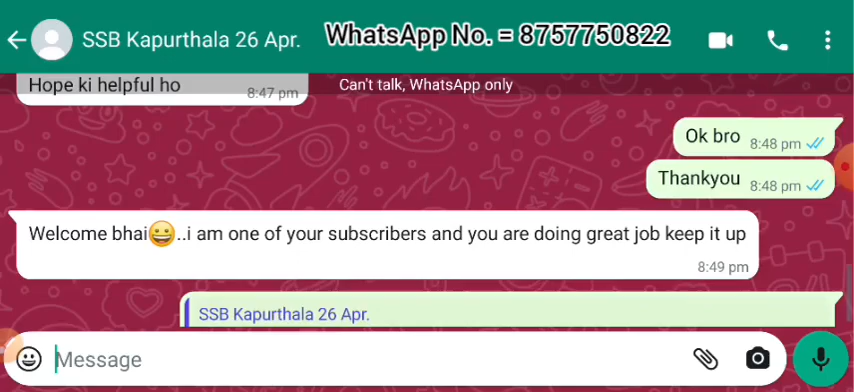 SSB Kapurthala 26 Apr.
WhatsApp No. = 8757750822
Hope ki helpful ho
8:47 pm
Can't talk, WhatsApp only
Ok bro 8:48 pm
Thankyou 8:48 pm
Welcome bhai😀..i am one of your subscribers and you are doing great job keep it up
8:49 pm
SSB Kapurthala 26 Apr.
Message